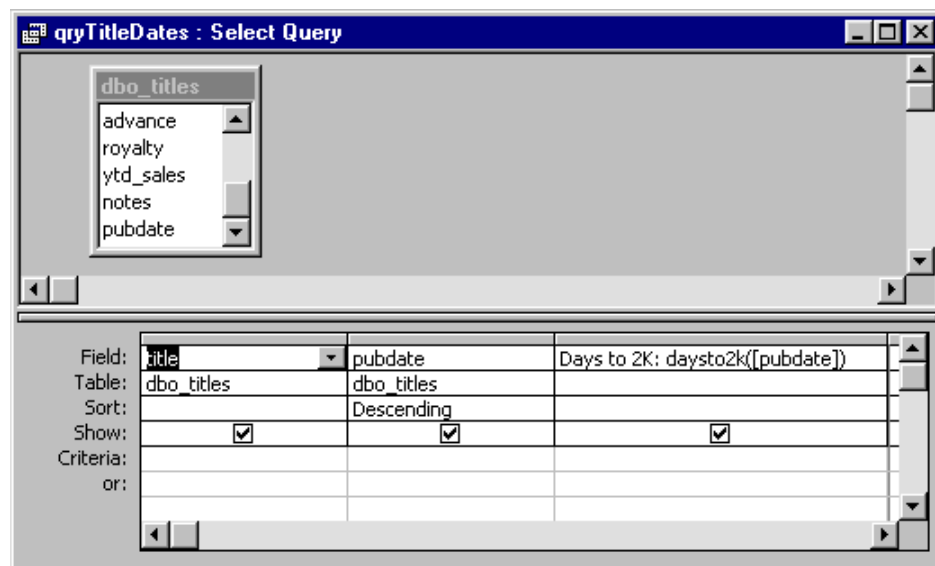 qryTitleDates : Select Query
dbo_titles
advance
royalty
ytd_sales
notes
pubdate
Field: title pubdate Days to 2K: daysto2k([pubdate])
Table: dbo_titles dbo_titles
Sort: Descending
Show:
Criteria:
or: